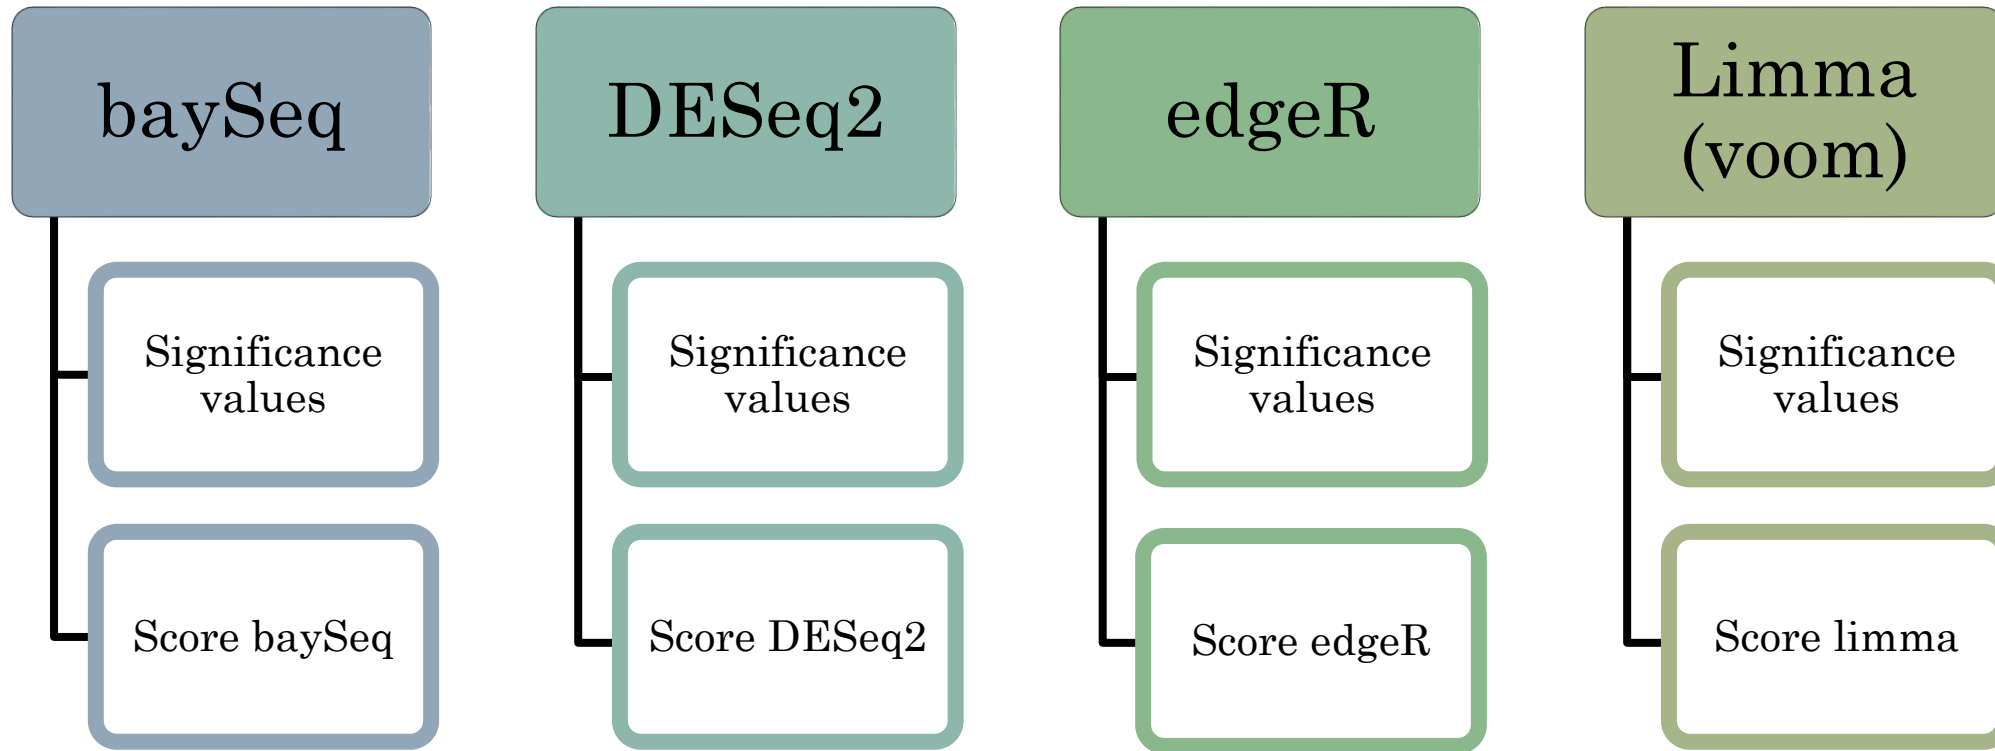 baySeq
Significance
values
Score baySeq
DESeq2
Significance
values
Score DESeq2
edgeR
Significance
values
Score edgeR
Limma
(voom)
Significance
values
Score limma